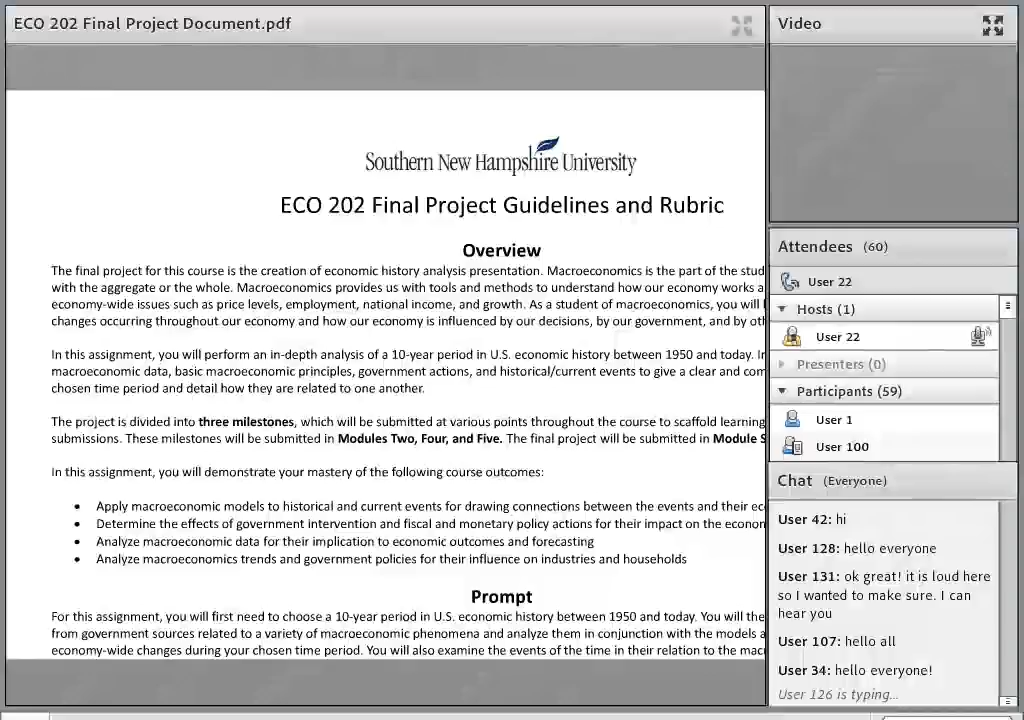 ECO 202 Final Project Document.pdf
Southern New Hampshire University
ECO 202 Final Project Guidelines and Rubric
Overview
The final project for this course is the creation of economic history analysis presentation. Macroeconomics is the part of the stud
with the aggregate or the whole. Macroeconomics provides us with tools and methods to understand how our economy works a
economy-wide issues such as price levels, employment, national income, and growth. As a student of macroeconomics, you will
changes occurring throughout our economy and how our economy is influenced by our decisions, by our government, and by oth
In this assignment, you will perform an in-depth analysis of a 10-year period in U.S. economic history between 1950 and today. In
macroeconomic data, basic macroeconomic principles, government actions, and historical/current events to give a clear and com
chosen time period and detail how they are related to one another.
The project is divided into three milestones, which will be submitted at various points throughout the course to scaffold learning
submissions. These milestones will be submitted in Modules Two, Four, and Five. The final project will be submitted in Module S
In this assignment, you will demonstrate your mastery of the following course outcomes:
• Apply macroeconomic models to historical and current events for drawing connections between the events and their ec
• Determine the effects of government intervention and fiscal and monetary policy actions for their impact on the econon
• Analyze macroeconomic data for their implication to economic outcomes and forecasting
• Analyze macroeconomics trends and government policies for their influence on industries and households
Prompt
For this assignment, you will first need to choose a 10-year period in U.S. economic history between 1950 and today. You will the
from government sources related to a variety of macroeconomic phenomena and analyze them in conjunction with the models a
economy-wide changes during your chosen time period. You will also examine the events of the time in their relation to the mac
Video
Attendees (60)
User 22
Hosts (1)
User 22
Presenters (0)
Participants (59)
User 1
User 100
Chat (Everyone)
User 42: hi
User 128: hello everyone
User 131: ok great! it is loud here
so I wanted to make sure. I can
hear you
User 107: hello all
User 34: hello everyone!
User 126 is typing...